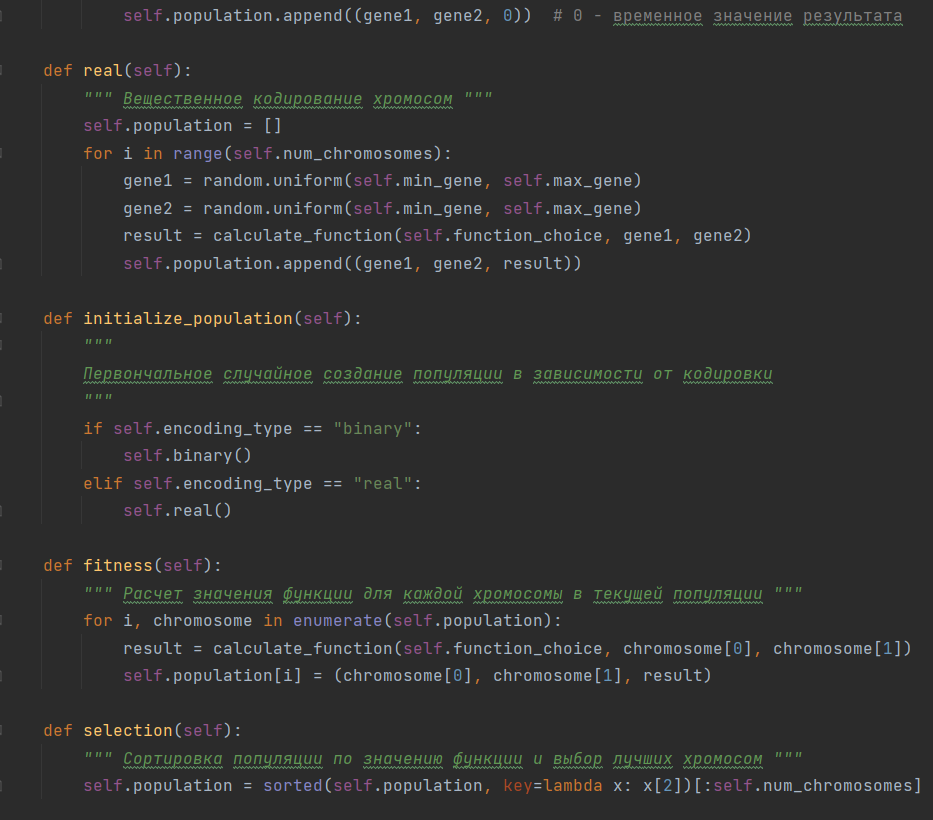 self.population.append((gene1, gene2, 0))  # 0 - временное значение результата
def real(self):
""" Вещественное кодирование хромосом """
self.population = []
for i in range(self.num_chromosomes):
gene1 = random.uniform(self.min_gene, self.max_gene)
gene2 = random.uniform(self.min_gene, self.max_gene)
result = calculate_function(self.function_choice, gene1, gene2)
self.population.append((gene1, gene2, result))
def initialize_population(self):
"""
Первончальное случайное создание популяции в зависимости от кодировки
"""
if self.encoding_type == "binary":
self.binary()
elif self.encoding_type == "real":
self.real()
def fitness(self):
""" Расчет значения функции для каждой хромосомы в текущей популяции """
for i, chromosome in enumerate(self.population):
result = calculate_function(self.function_choice, chromosome[0], chromosome[1])
self.population[i] = (chromosome[0], chromosome[1], result)
def selection(self):
""" Сортировка популяции по значению функции и выбор лучших хромосом """
self.population = sorted(self.population, key=lambda x: x[2])[:self.num_chromosomes]